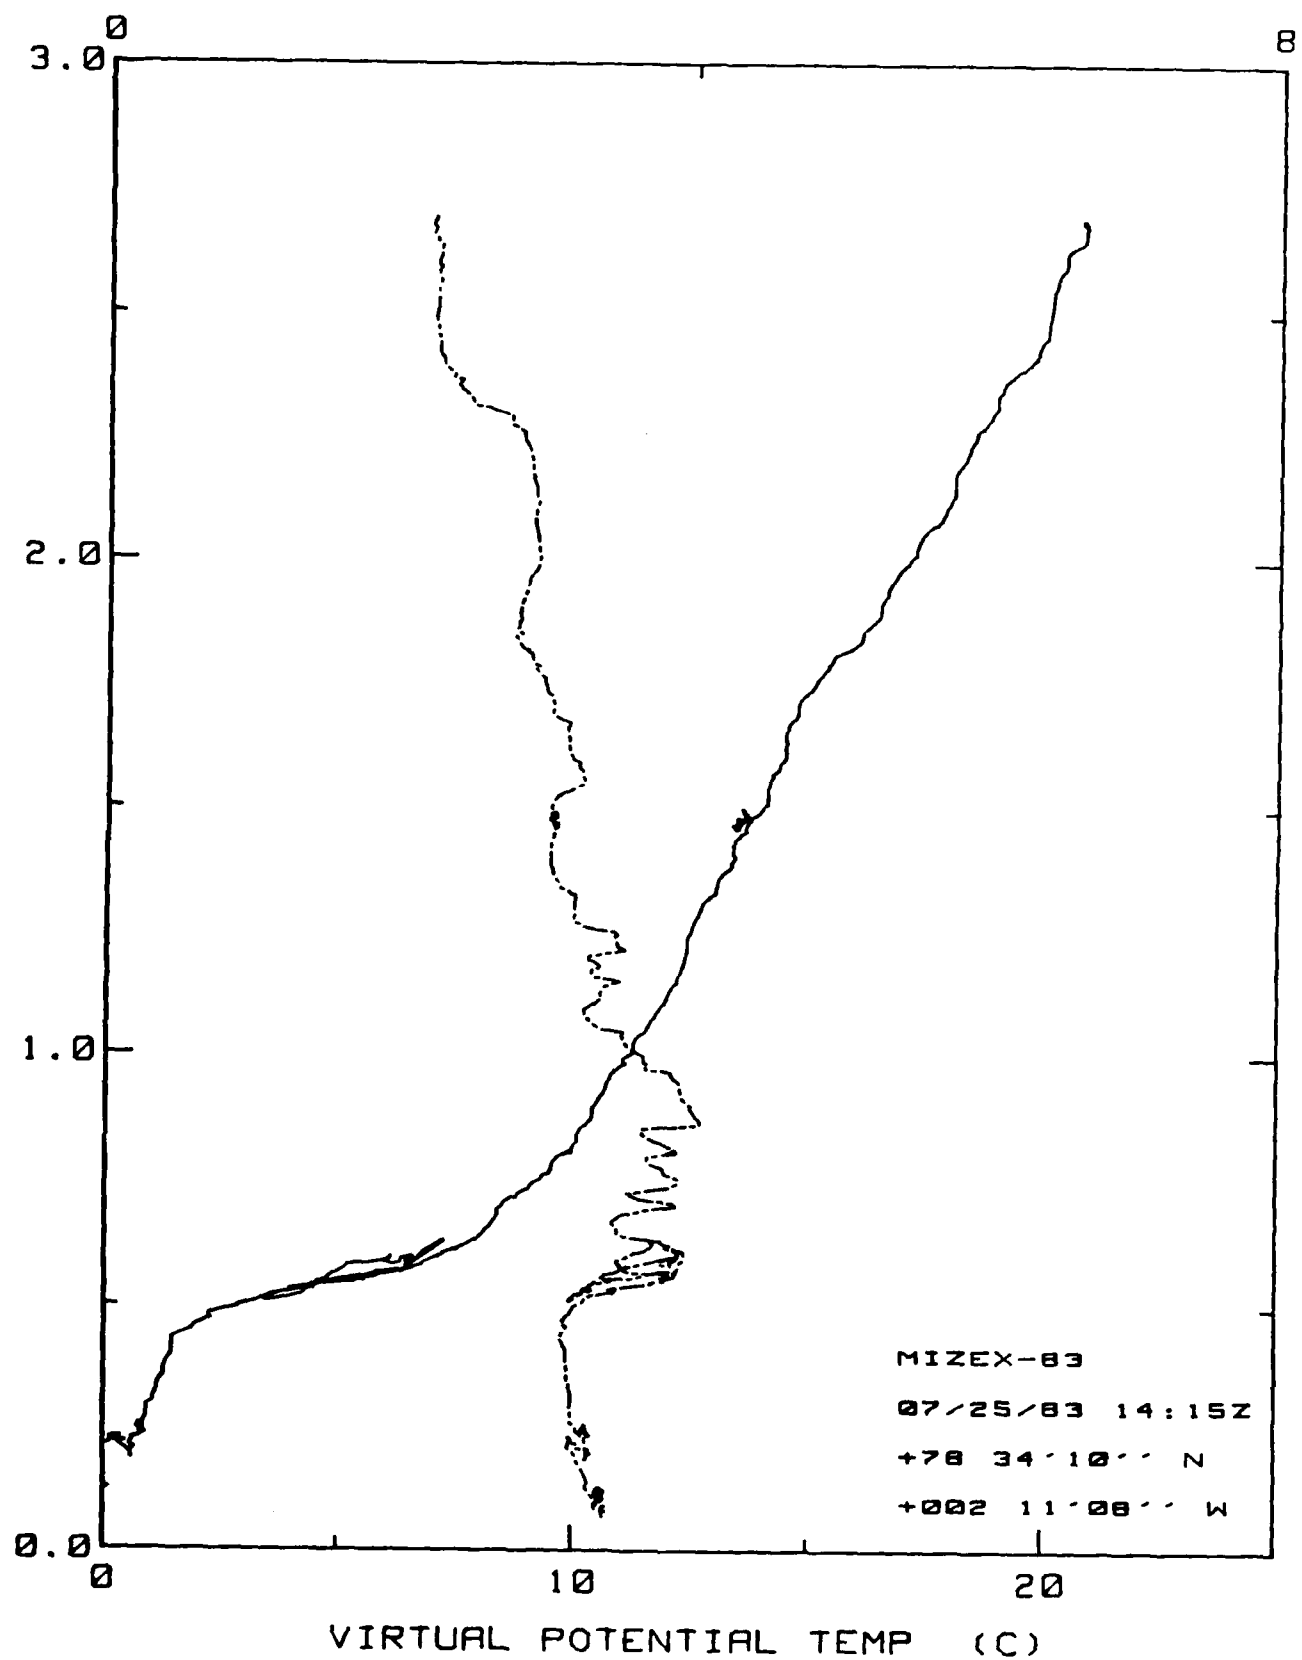 0 8
3.0
2.0
1.0
0.0
0 10 20
VIRTUAL POTENTIAL TEMP (C)
MIZEX-83
07/25/83 14:15Z
+78 34'10'' N
+002 11'08'' W